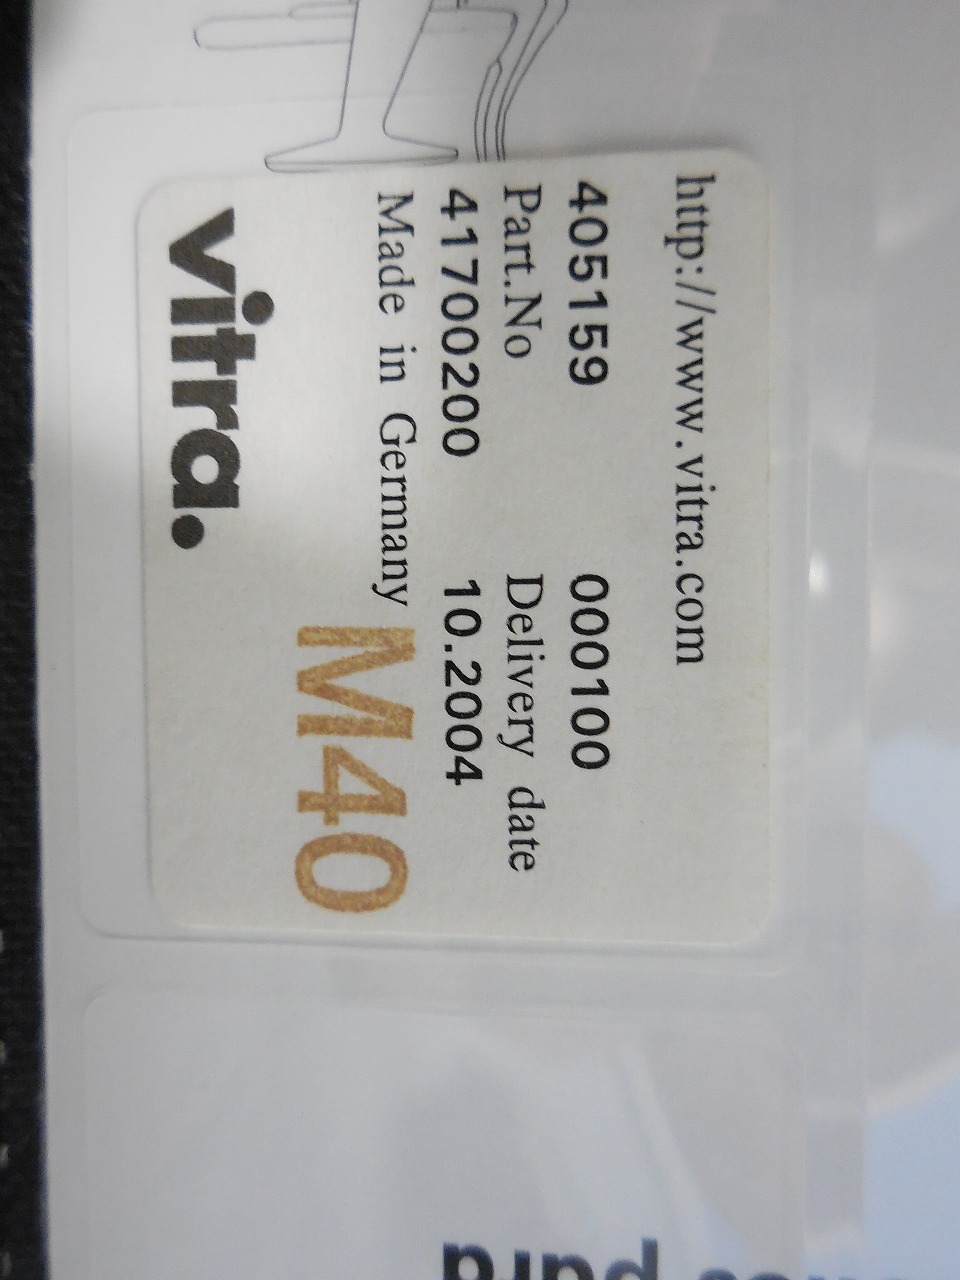 http://www.vitra.com
405159 000100
Part.No Delivery date
41700200 10.2004
Made in Germany
M40
vitra.